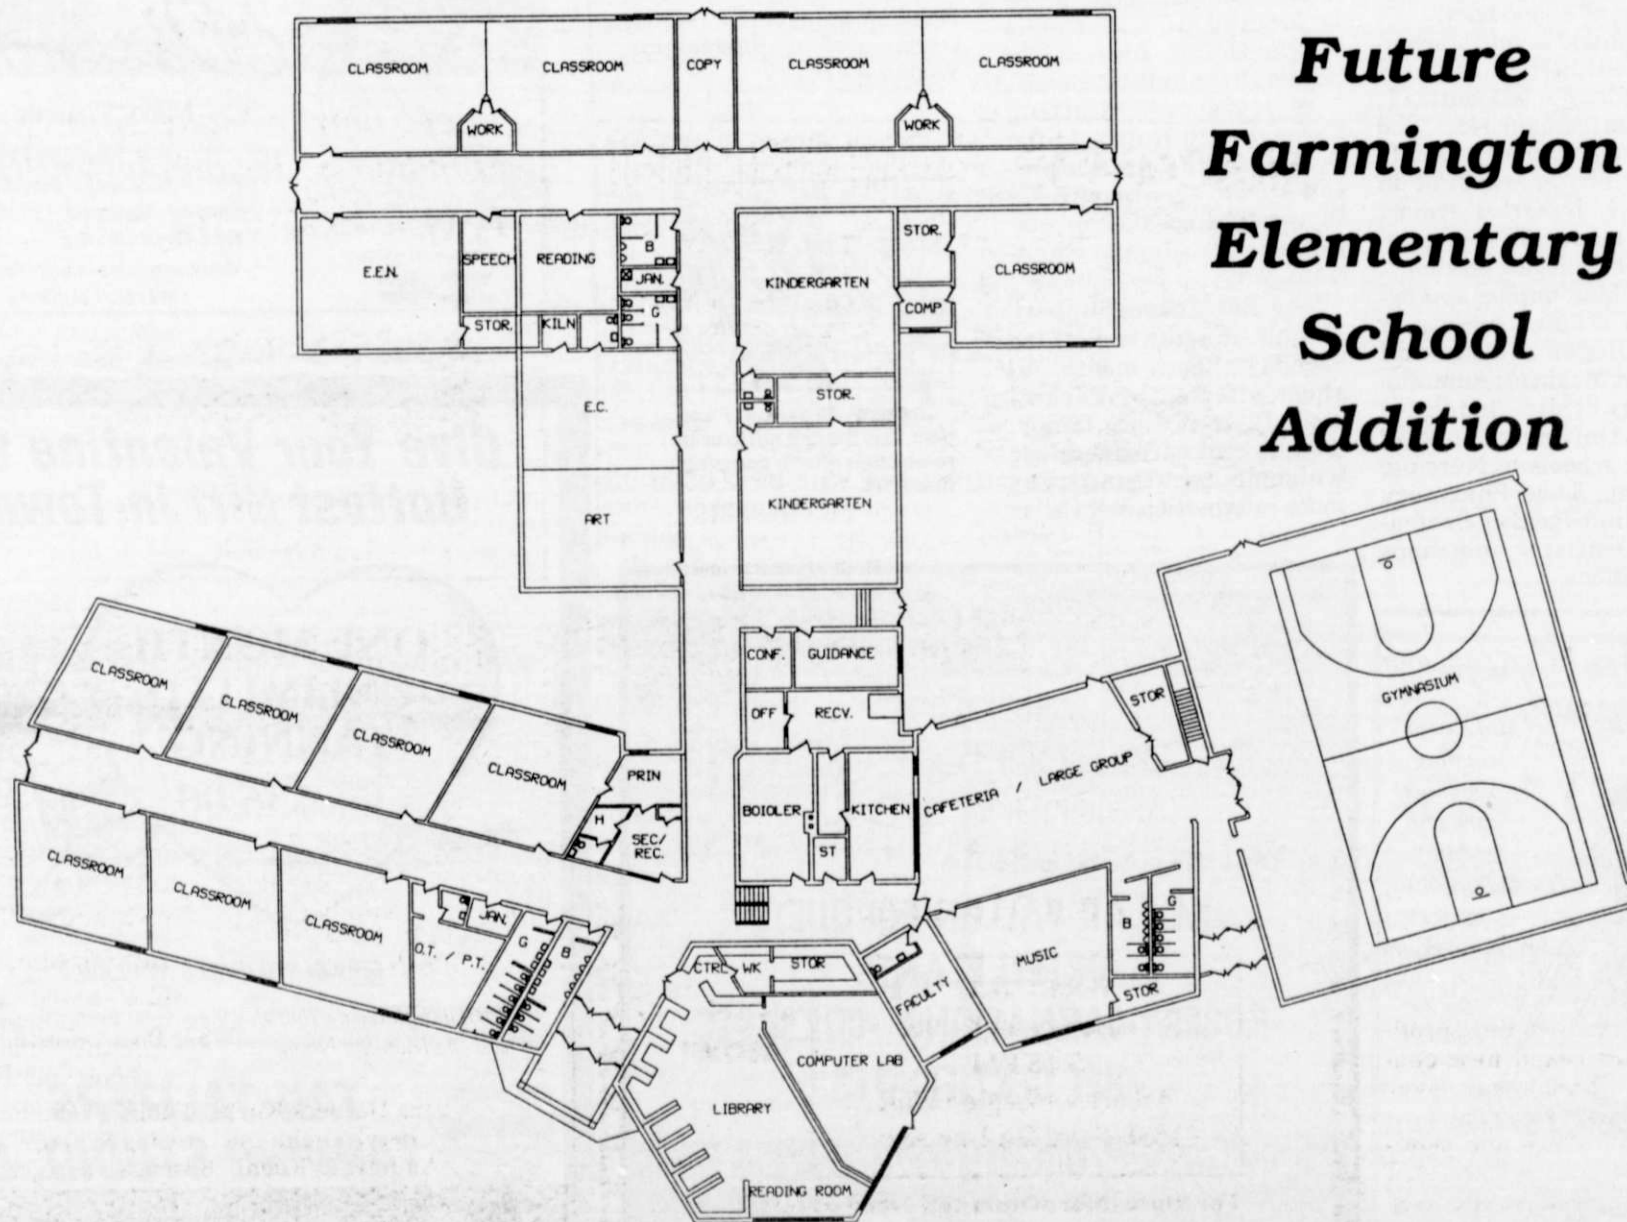 Future
Farmington
Elementary
School
Addition
CLASSROOM
CLASSROOM
COPY
CLASSROOM
CLASSROOM
WORK
WORK
E.E.N.
SPEECH
READING
B
JAN.
G
STOR.
KILN
KINDERGARTEN
STOR.
COMP
CLASSROOM
E.C.
STOR.
ART
KINDERGARTEN
CONF.
GUIDANCE
OFF
RECV.
BOIOLER
ST
KITCHEN
CAFETERIA / LARGE GROUP
STOR
GYMNASIUM
CLASSROOM
CLASSROOM
CLASSROOM
CLASSROOM
PRIN
H
SEC/
REC.
CLASSROOM
CLASSROOM
CLASSROOM
O.T. / P.T.
JAN.
G
B
CTRL
WK
STOR
FACULTY
MUSIC
B
G
STOR
COMPUTER LAB
LIBRARY
READING ROOM